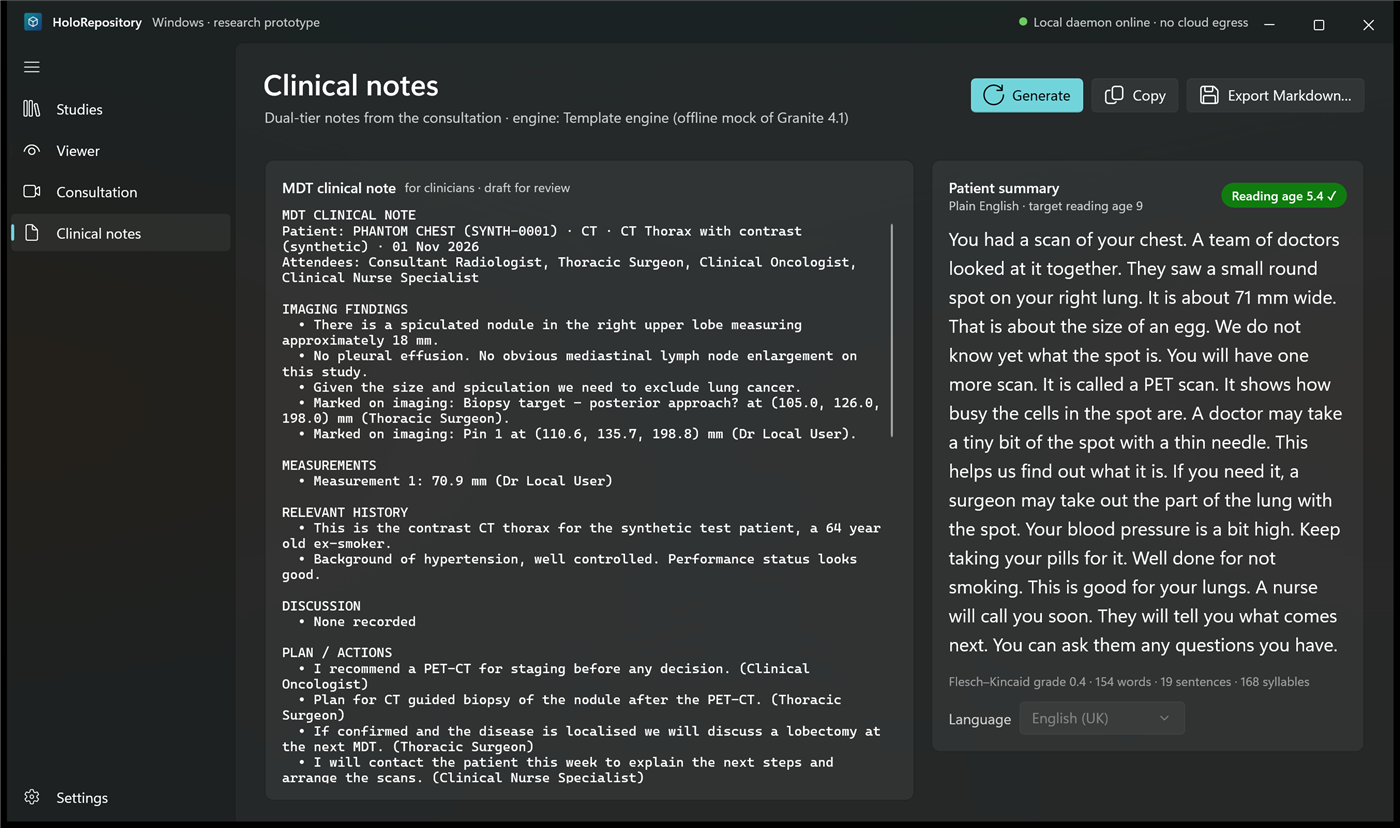 HoloRepository Windows · research prototype
Local daemon online · no cloud egress
Studies
Viewer
Consultation
Clinical notes
Settings
Clinical notes
Dual-tier notes from the consultation · engine: Template engine (offline mock of Granite 4.1)
Generate
Copy
Export Markdown...
MDT clinical note for clinicians · draft for review
MDT CLINICAL NOTE
Patient: PHANTOM CHEST (SYNTH-0001) · CT · CT Thorax with contrast
(synthetic) · 01 Nov 2026
Attendees: Consultant Radiologist, Thoracic Surgeon, Clinical Oncologist,
Clinical Nurse Specialist
IMAGING FINDINGS
• There is a spiculated nodule in the right upper lobe measuring
approximately 18 mm.
• No pleural effusion. No obvious mediastinal lymph node enlargement on
this study.
• Given the size and spiculation we need to exclude lung cancer.
• Marked on imaging: Biopsy target – posterior approach? at (105.0, 126.0,
198.0) mm (Thoracic Surgeon).
• Marked on imaging: Pin 1 at (110.6, 135.7, 198.8) mm (Dr Local User).
MEASUREMENTS
• Measurement 1: 70.9 mm (Dr Local User)
RELEVANT HISTORY
• This is the contrast CT thorax for the synthetic test patient, a 64 year
old ex-smoker.
• Background of hypertension, well controlled. Performance status looks
good.
DISCUSSION
• None recorded
PLAN / ACTIONS
• I recommend a PET-CT for staging before any decision. (Clinical
Oncologist)
• Plan for CT guided biopsy of the nodule after the PET-CT. (Thoracic
Surgeon)
• If confirmed and the disease is localised we will discuss a lobectomy at
the next MDT. (Thoracic Surgeon)
• I will contact the patient this week to explain the next steps and
arrange the scans. (Clinical Nurse Specialist)
Patient summary
Plain English · target reading age 9
Reading age 5.4 ✓
You had a scan of your chest. A team of doctors
looked at it together. They saw a small round
spot on your right lung. It is about 71 mm wide.
That is about the size of an egg. We do not
know yet what the spot is. You will have one
more scan. It is called a PET scan. It shows how
busy the cells in the spot are. A doctor may take
a tiny bit of the spot with a thin needle. This
helps us find out what it is. If you need it, a
surgeon may take out the part of the lung with
the spot. Your blood pressure is a bit high. Keep
taking your pills for it. Well done for not
smoking. This is good for your lungs. A nurse
will call you soon. They will tell you what comes
next. You can ask them any questions you have.
Flesch–Kincaid grade 0.4 · 154 words · 19 sentences · 168 syllables
Language English (UK)